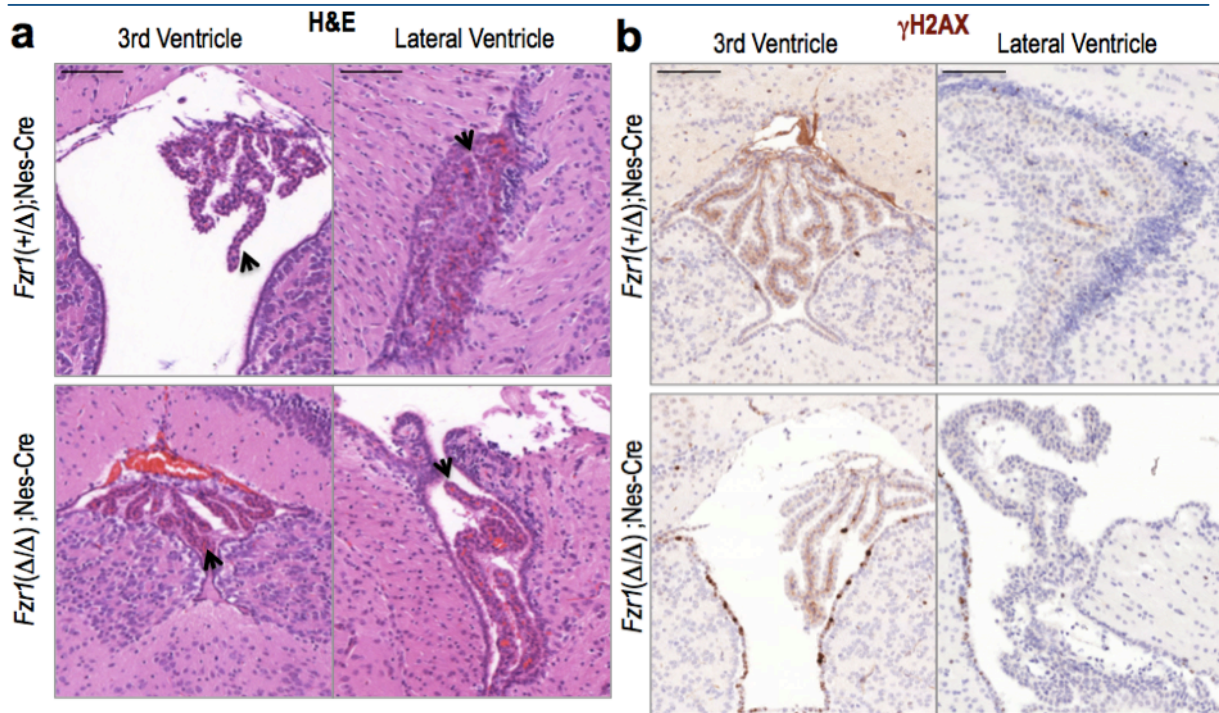 a
H&E
3rd Ventricle
Lateral Ventricle
Fzr1(+/Δ);Nes-Cre
Fzr1(Δ/Δ) ;Nes-Cre
b
γH2AX
3rd Ventricle
Lateral Ventricle
Fzr1(+/Δ);Nes-Cre
Fzr1(Δ/Δ) ;Nes-Cre